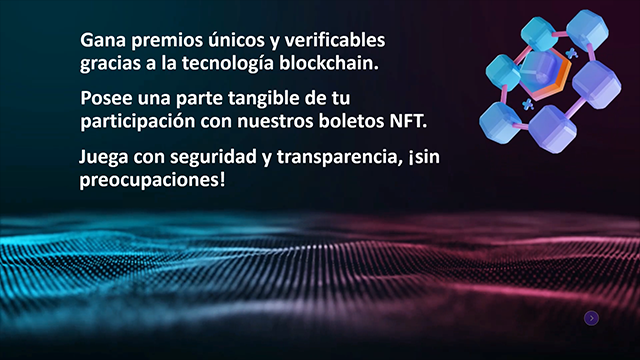 Gana premios únicos y verificables
gracias a la tecnología blockchain.
Posee una parte tangible de tu
participación con nuestros boletos NFT.
Juega con seguridad y transparencia, ¡sin
preocupaciones!